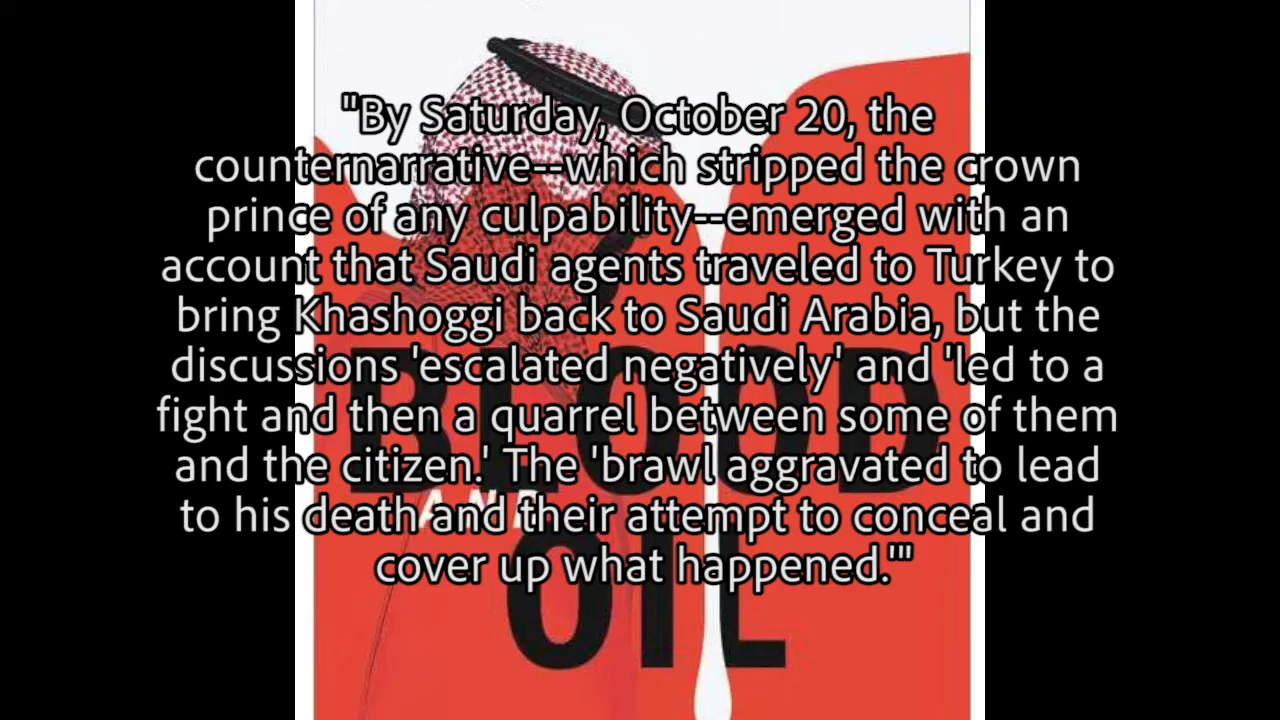 "By Saturday, October 20, the
counternarrative--which stripped the crown
prince of any culpability--emerged with an
account that Saudi agents traveled to Turkey to
bring Khashoggi back to Saudi Arabia, but the
discussions 'escalated negatively' and 'led to a
fight and then a quarrel between some of them
and the citizen.' The 'brawl aggravated to lead
to his death and their attempt to conceal and
cover up what happened.'"
BLOOD
AND
OIL